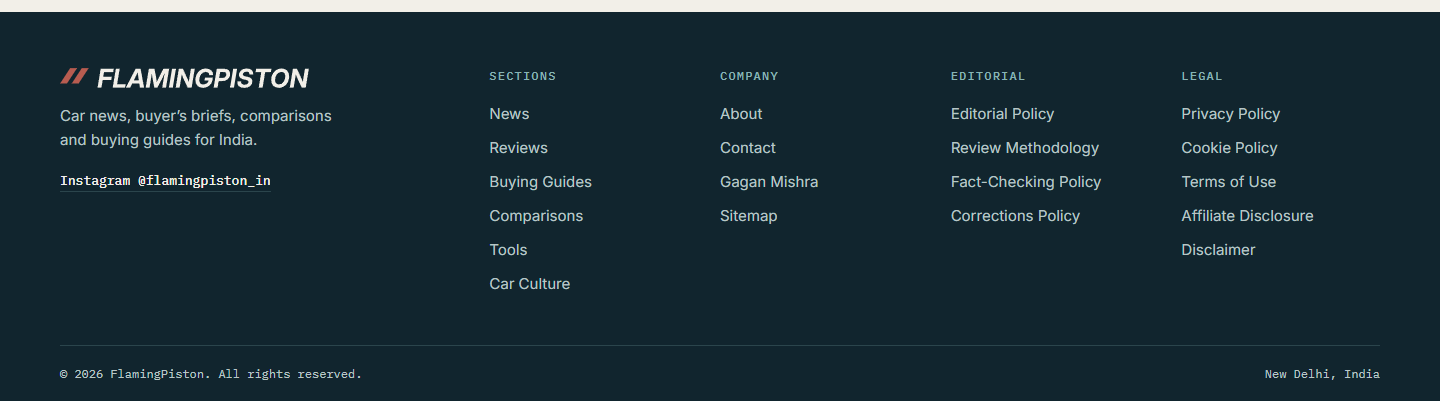 FLAMINGPISTON
Car news, buyer’s briefs, comparisons
and buying guides for India.
Instagram @flamingpiston_in
SECTIONS
News
Reviews
Buying Guides
Comparisons
Tools
Car Culture
COMPANY
About
Contact
Gagan Mishra
Sitemap
EDITORIAL
Editorial Policy
Review Methodology
Fact-Checking Policy
Corrections Policy
LEGAL
Privacy Policy
Cookie Policy
Terms of Use
Affiliate Disclosure
Disclaimer
© 2026 FlamingPiston. All rights reserved.
New Delhi, India